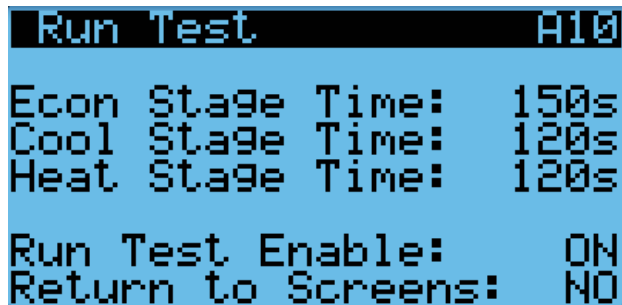 Run Test A10
Econ Stage Time: 150s
Cool Stage Time: 120s
Heat Stage Time: 120s
Run Test Enable: ON
Return to Screens: NO